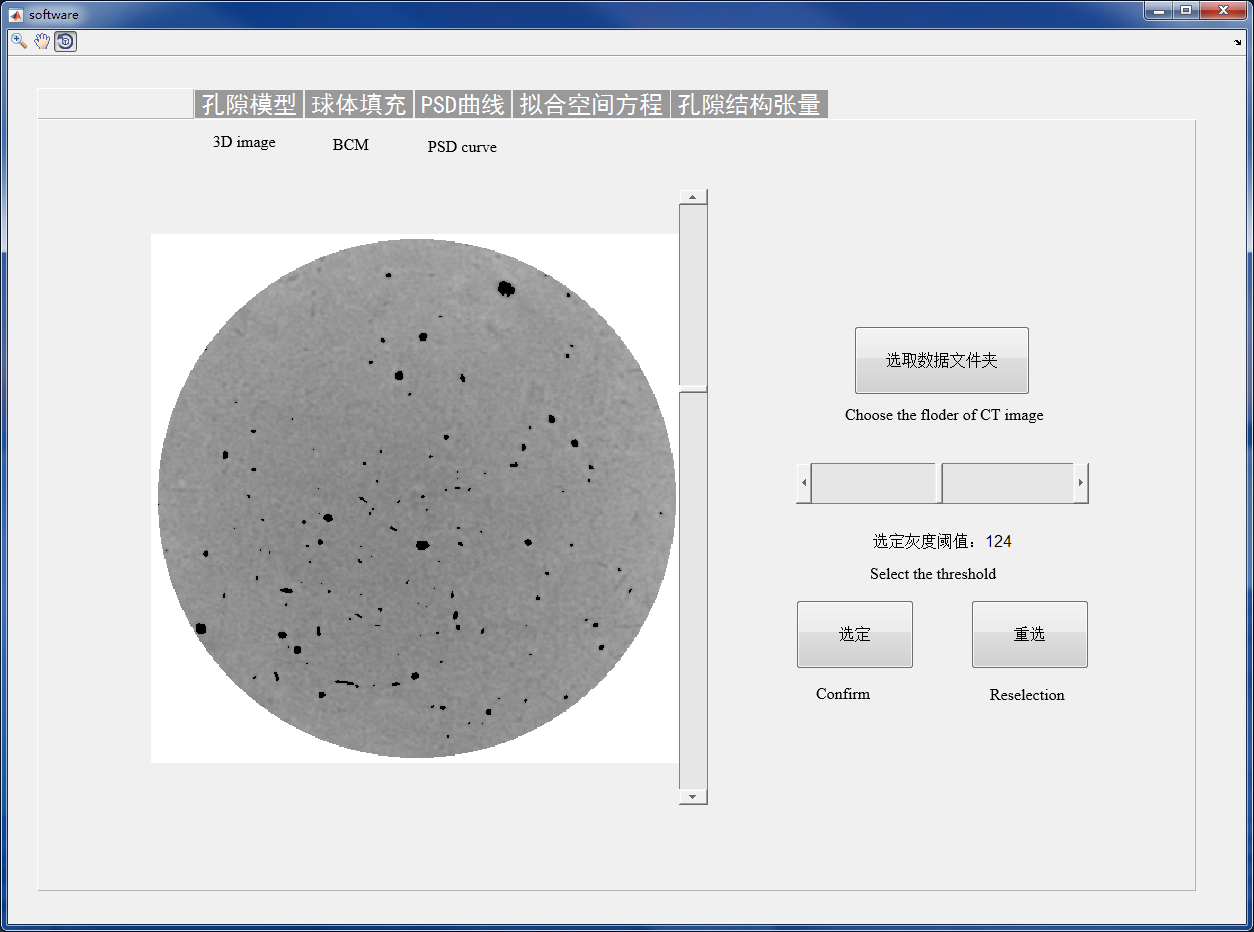 software
孔隙模型 球体填充 PSD曲线 拟合空间方程 孔隙结构张量
3D image BCM PSD curve
选取数据文件夹
Choose the floder of CT image
选定灰度阈值：124
Select the threshold
选定 重选
Confirm Reselection